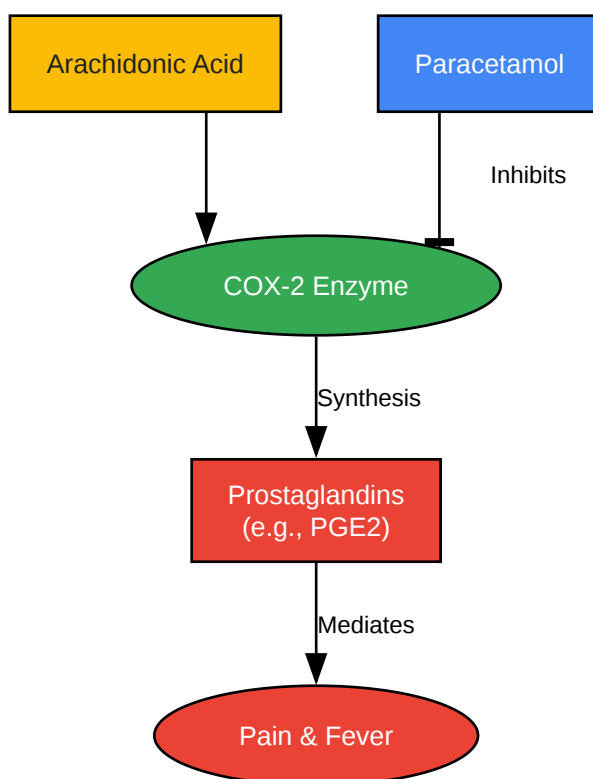 Arachidonic Acid
Paracetamol
Inhibits
COX-2 Enzyme
Synthesis
Prostaglandins
(e.g., PGE2)
Mediates
Pain & Fever